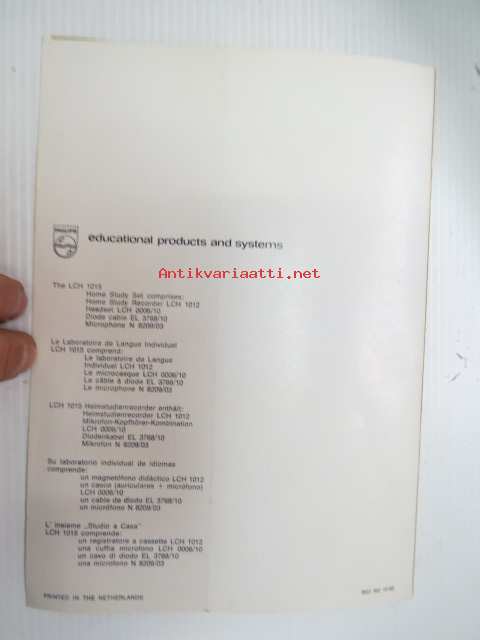 PHILIPS
educational products and systems
Antikvariaatti.net
The LCH 1013
Home Study Set comprises:
Home Study Recorder LCH 1012
Headset LCH 0006/10
Diode cable EL 3768/10
Microphone N 8209/03
Le Laboratoire de Langue Individuel
LCH 1013 comprend:
Le laboratoire de Langue
Individuel LCH 1012
Le microcasque LCH 0006/10
Le câble à diode EL 3768/10
Le microphone N 8209/03
LCH 1013 Heimstudienrecorder enthält:
Heimstudienrecorder LCH 1012
Mikrofon-Kopfhörer-Kombination
LCH 0006/10
Diodenkabel EL 3768/10
Mikrofon N 8209/03
Su laboratorio individual de idiomas
comprende:
un magnetófono didáctico LCH 1012
un casco (auriculares + micrófono)
LCH 0006/10
un cable de diodo EL 3768/10
un micrófono N 8209/03
L' insieme „Studio a Casa"
LCH 1013 comprende:
un registratore a cassette LCH 1012
una cuffia microfono LCH 0006/10
un cavo di diodo EL 3768/10
una microfono N 8209/03
PRINTED IN THE NETHERLANDS